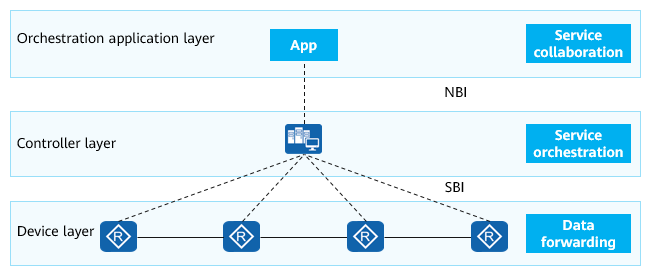 Orchestration application layer
App
Service
collaboration
NBI
Controller layer
Service
orchestration
SBI
Device layer
R
R
R
R
Data
forwarding